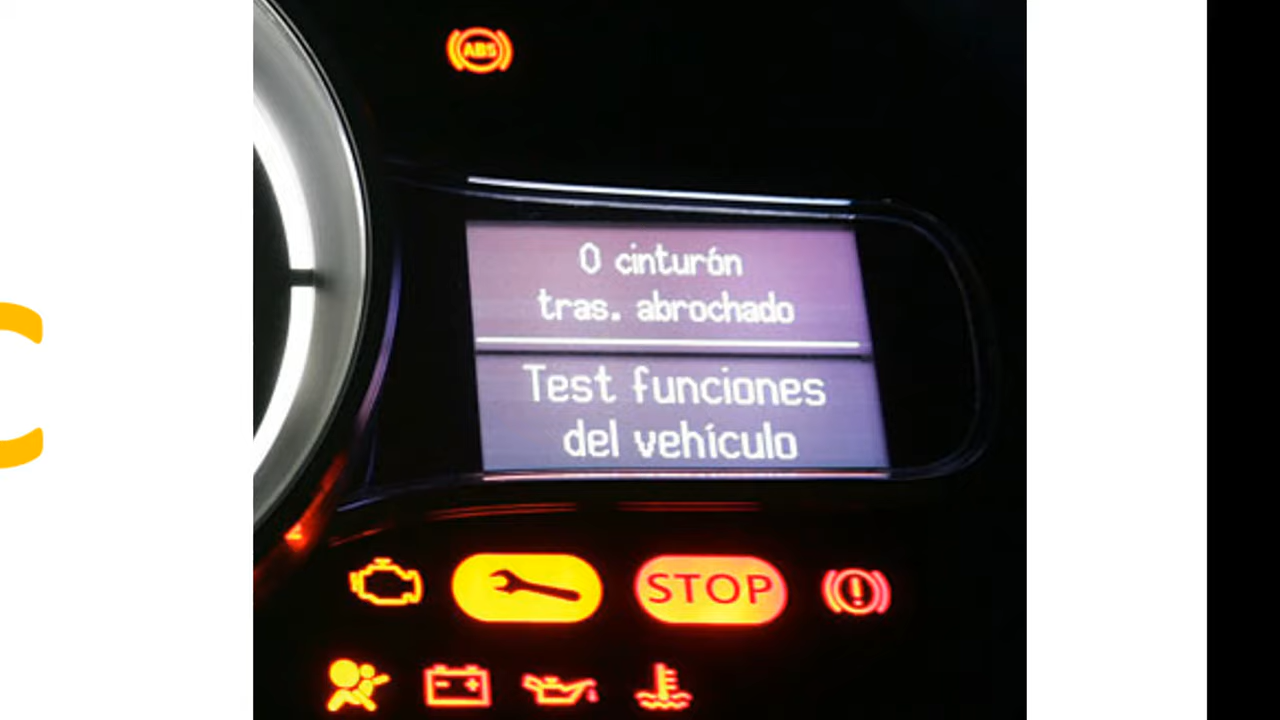 ABS
0 cinturón
tras. abrochado
Test funciones
del vehículo
STOP